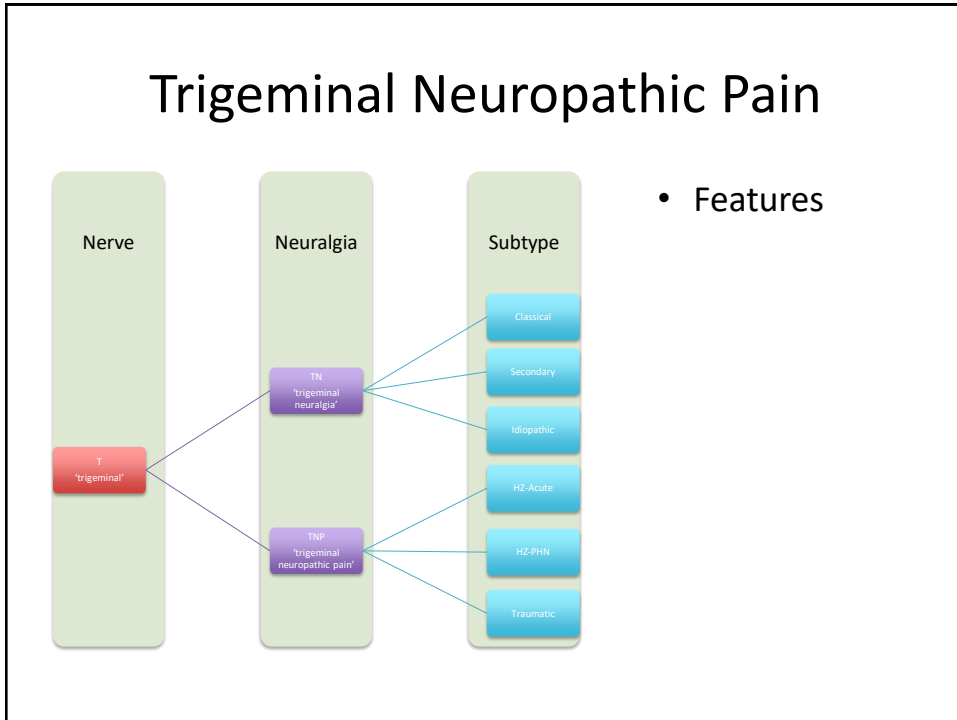 Trigeminal Neuropathic Pain
Nerve
Neuralgia
Subtype
• Features
T
'trigeminal'
TN
'trigeminal
neuralgia'
TNP
'trigeminal
neuropathic pain'
Classical
Secondary
Idiopathic
HZ-Acute
HZ-PHN
Traumatic